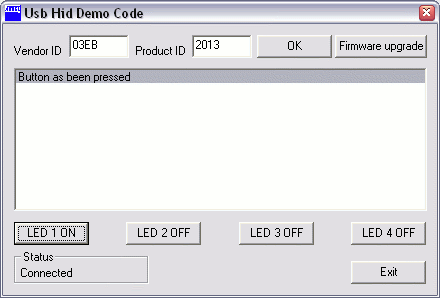 Usb Hid Demo Code
Vendor ID 03EB Product ID 2013 OK Firmware upgrade
Button as been pressed
LED 1 ON LED 2 OFF LED 3 OFF LED 4 OFF
Status
Connected Exit